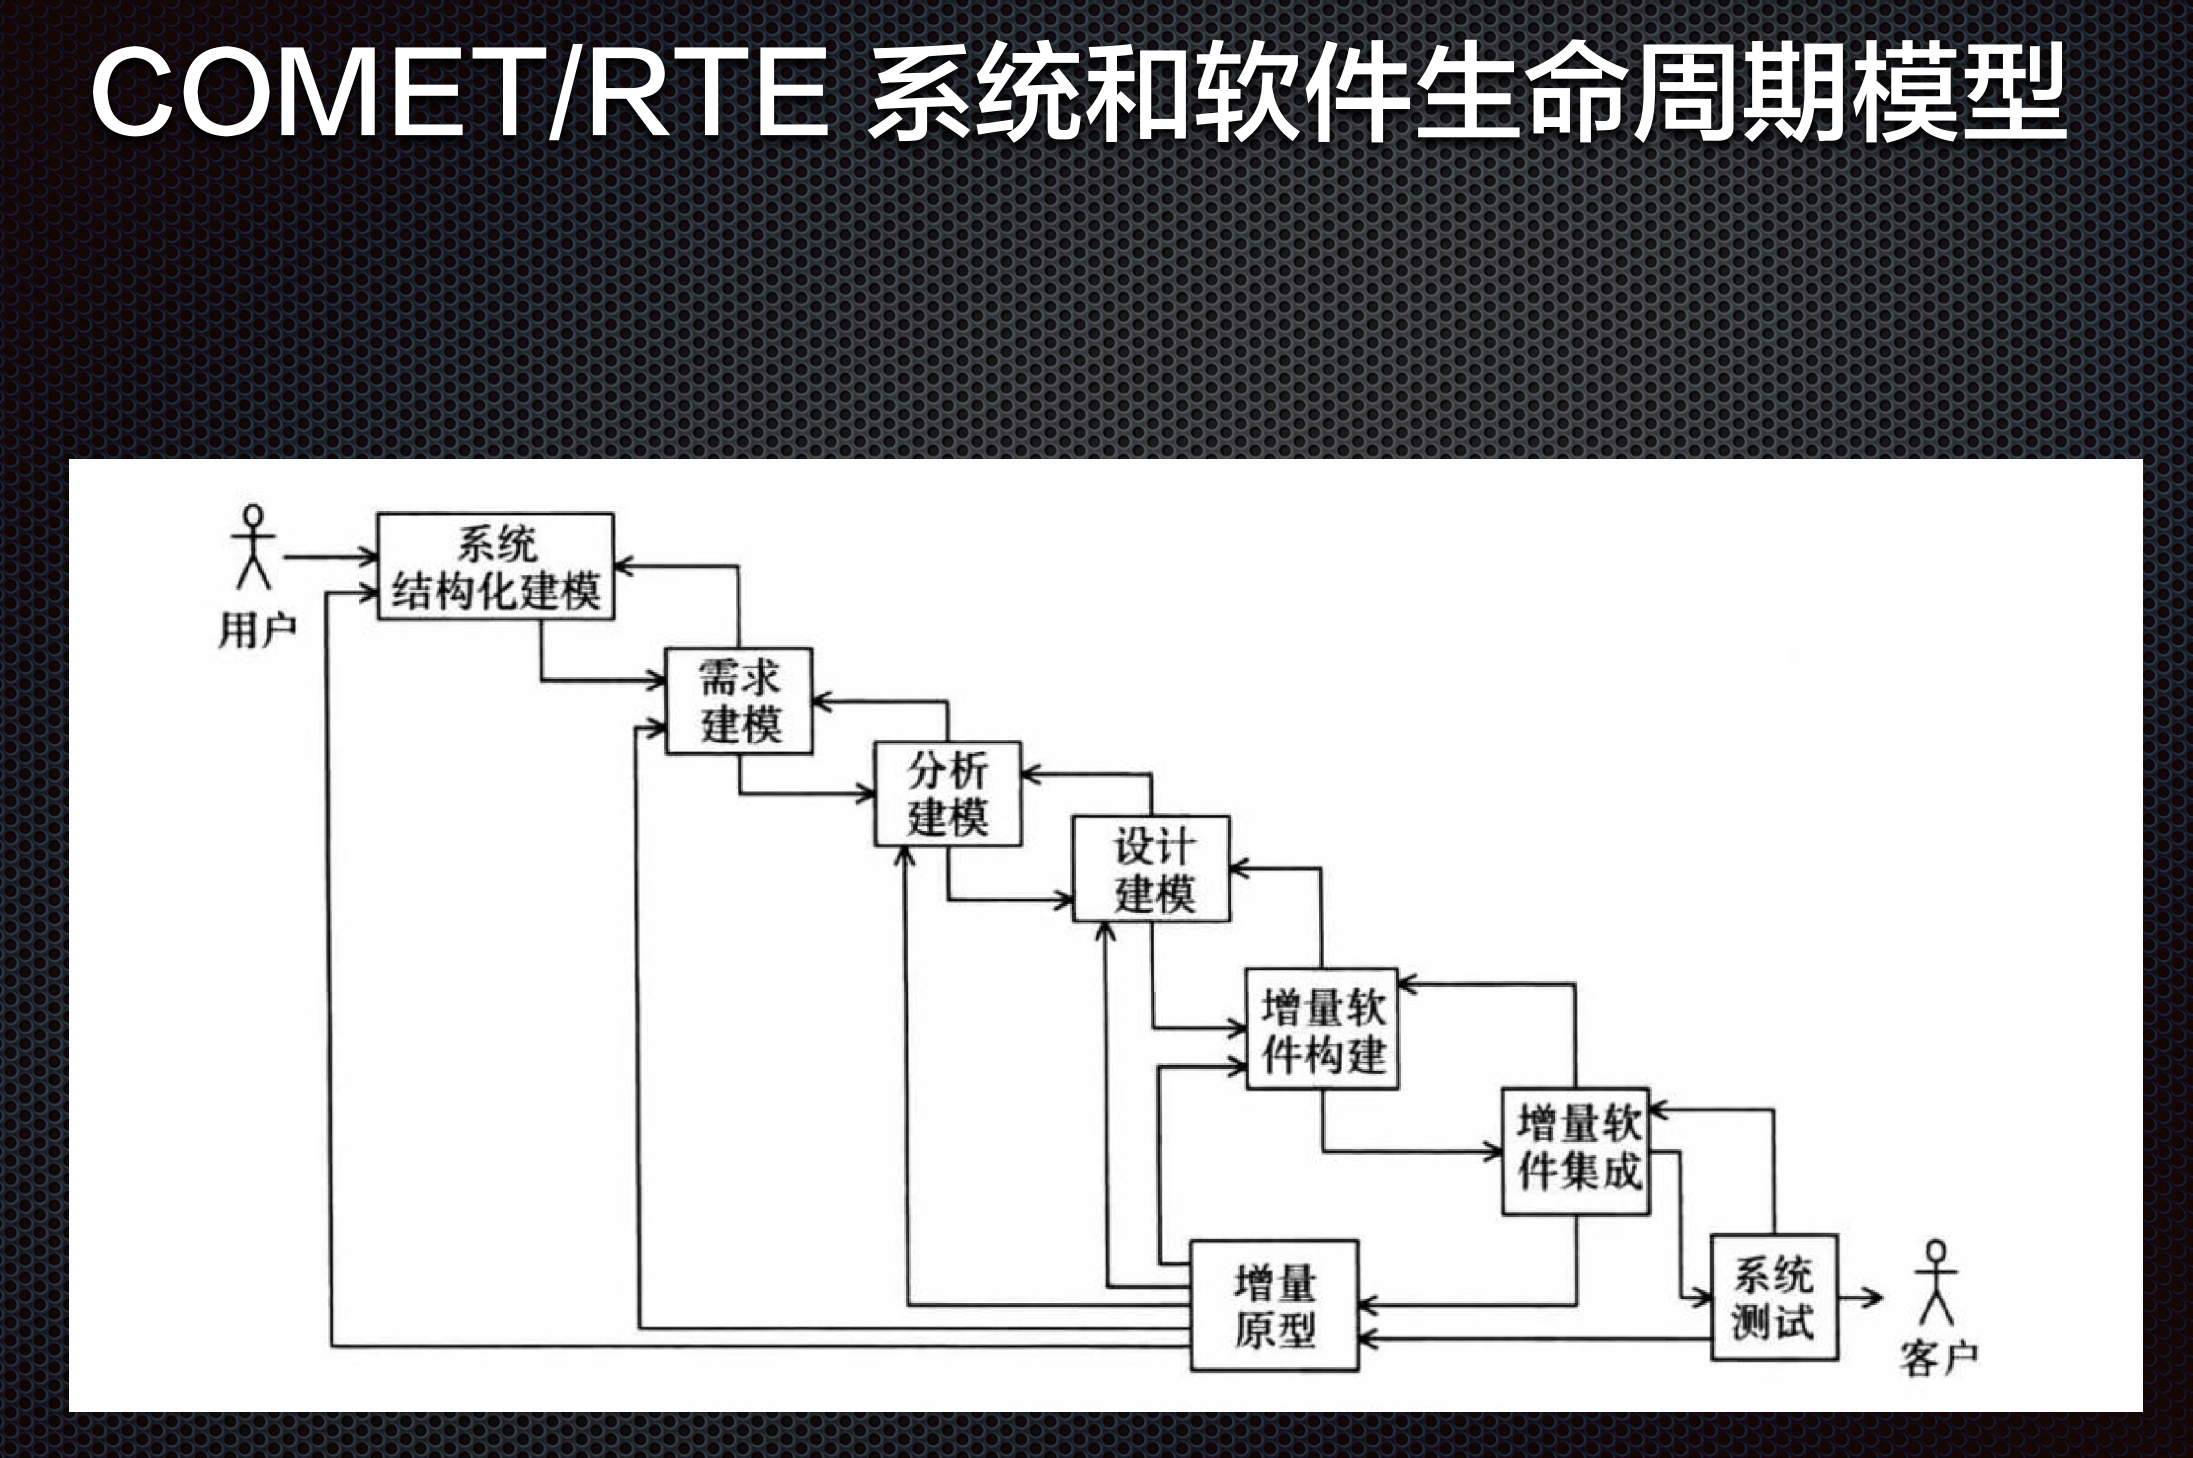 COMET/RTE 系统和软件生命周期模型
用户
系统
结构化建模
需求
建模
分析
建模
设计
建模
增量软
件构建
增量软
件集成
增量
原型
系统
测试
客户